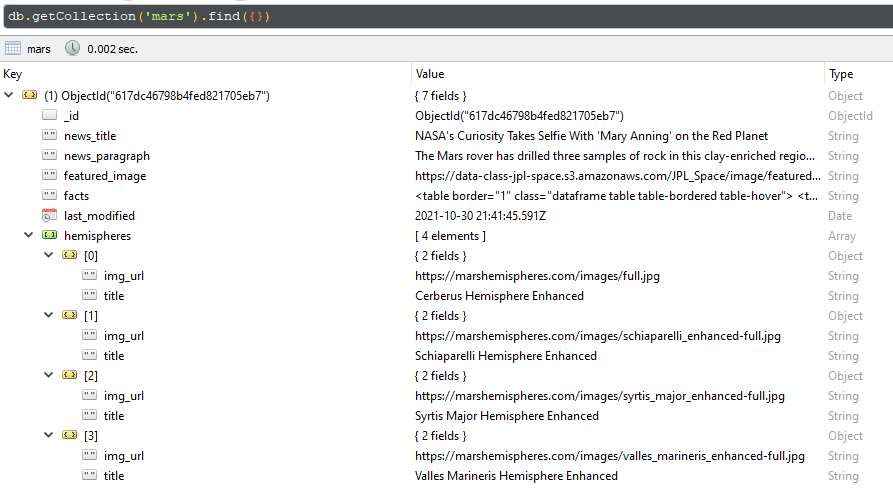 db.getCollection('mars').find({})
mars 0.002 sec.
Key Value Type
(1) ObjectId("617dc46798b4fed821705eb7") { 7 fields } Object
_id ObjectId("617dc46798b4fed821705eb7") ObjectId
news_title NASA's Curiosity Takes Selfie With 'Mary Anning' on the Red Planet String
news_paragraph The Mars rover has drilled three samples of rock in this clay-enriched regio... String
featured_image https://data-class-jpl-space.s3.amazonaws.com/JPL_Space/image/featured... String
facts <table border="1" class="dataframe table table-bordered table-hover"> <t... String
last_modified 2021-10-30 21:41:45.591Z Date
hemispheres [ 4 elements ] Array
[0] { 2 fields } Object
img_url https://marshemispheres.com/images/full.jpg String
title Cerberus Hemisphere Enhanced String
[1] { 2 fields } Object
img_url https://marshemispheres.com/images/schiaparelli_enhanced-full.jpg String
title Schiaparelli Hemisphere Enhanced String
[2] { 2 fields } Object
img_url https://marshemispheres.com/images/syrtis_major_enhanced-full.jpg String
title Syrtis Major Hemisphere Enhanced String
[3] { 2 fields } Object
img_url https://marshemispheres.com/images/valles_marineris_enhanced-full.jpg String
title Valles Marineris Hemisphere Enhanced String